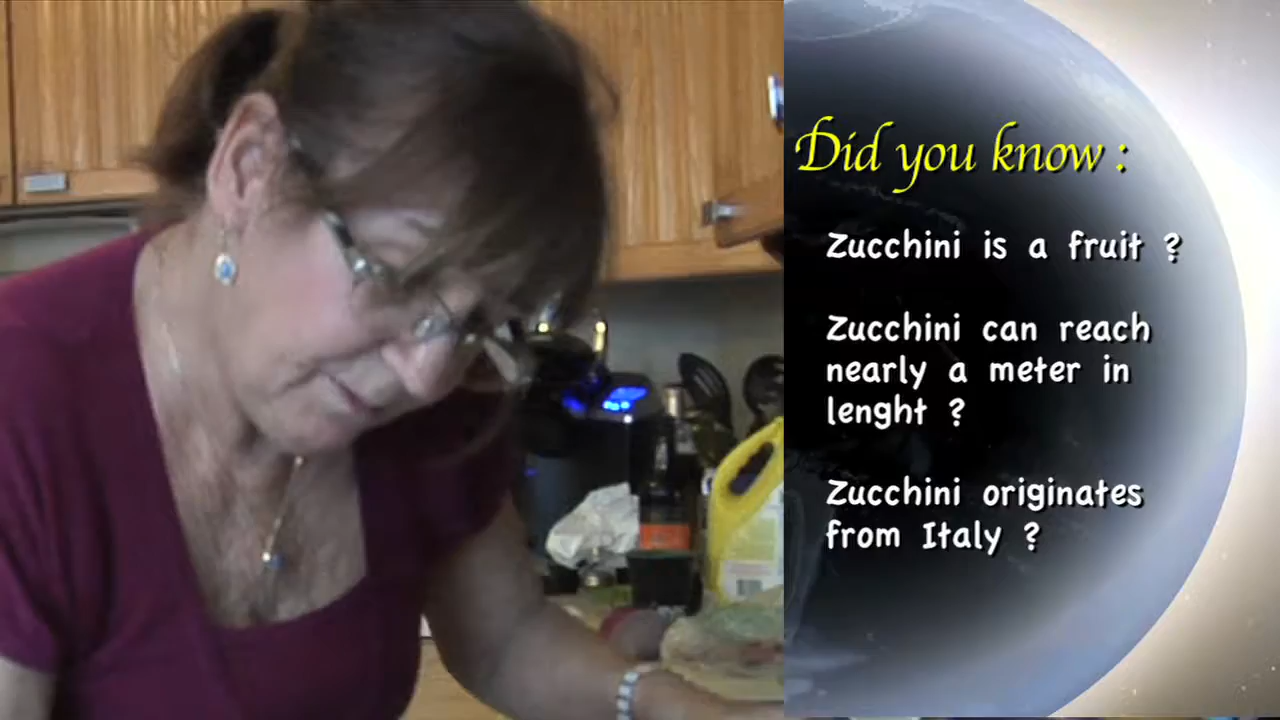 Did you know :
Zucchini is a fruit ?
Zucchini can reach
nearly a meter in
lenght ?
Zucchini originates
from Italy ?